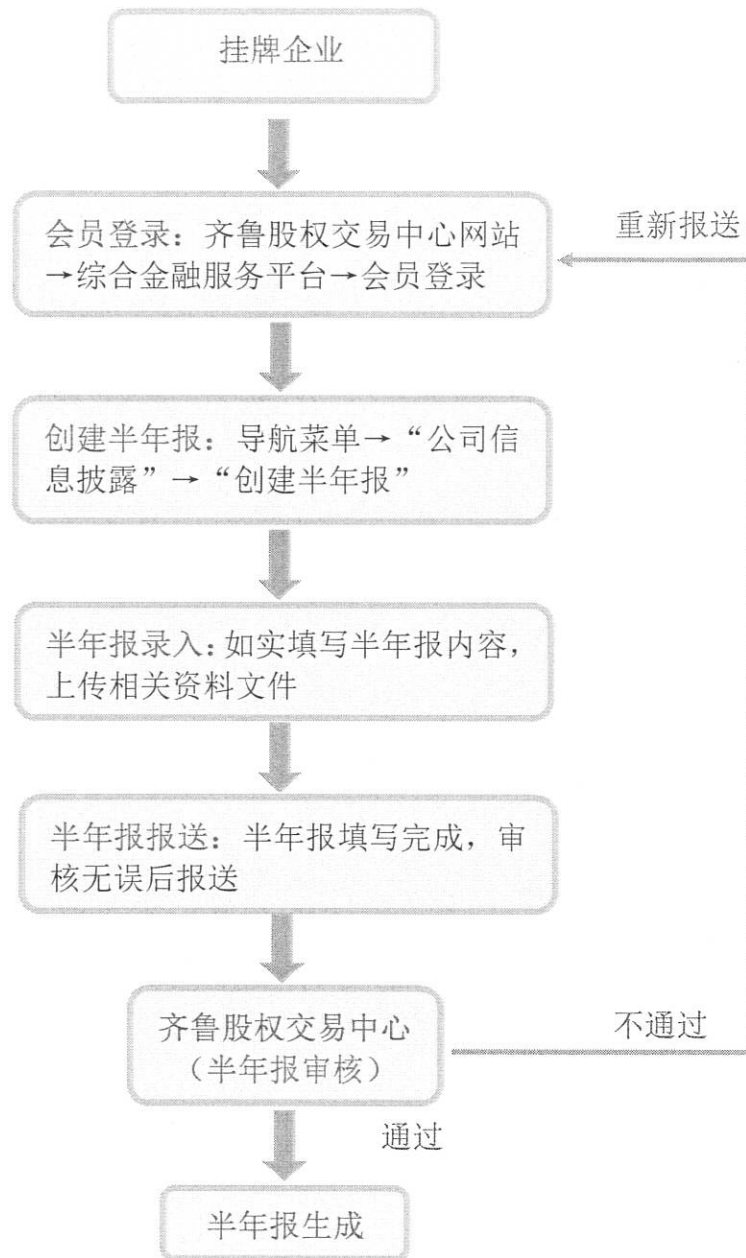 挂牌企业
会员登录：齐鲁股权交易中心网站
→综合金融服务平台→会员登录
重新报送
创建半年报：导航菜单→“公司信
息披露”→“创建半年报”
半年报录入：如实填写半年报内容，
上传相关资料文件
半年报报送：半年报填写完成，审
核无误后报送
齐鲁股权交易中心
（半年报审核）
不通过
通过
半年报生成